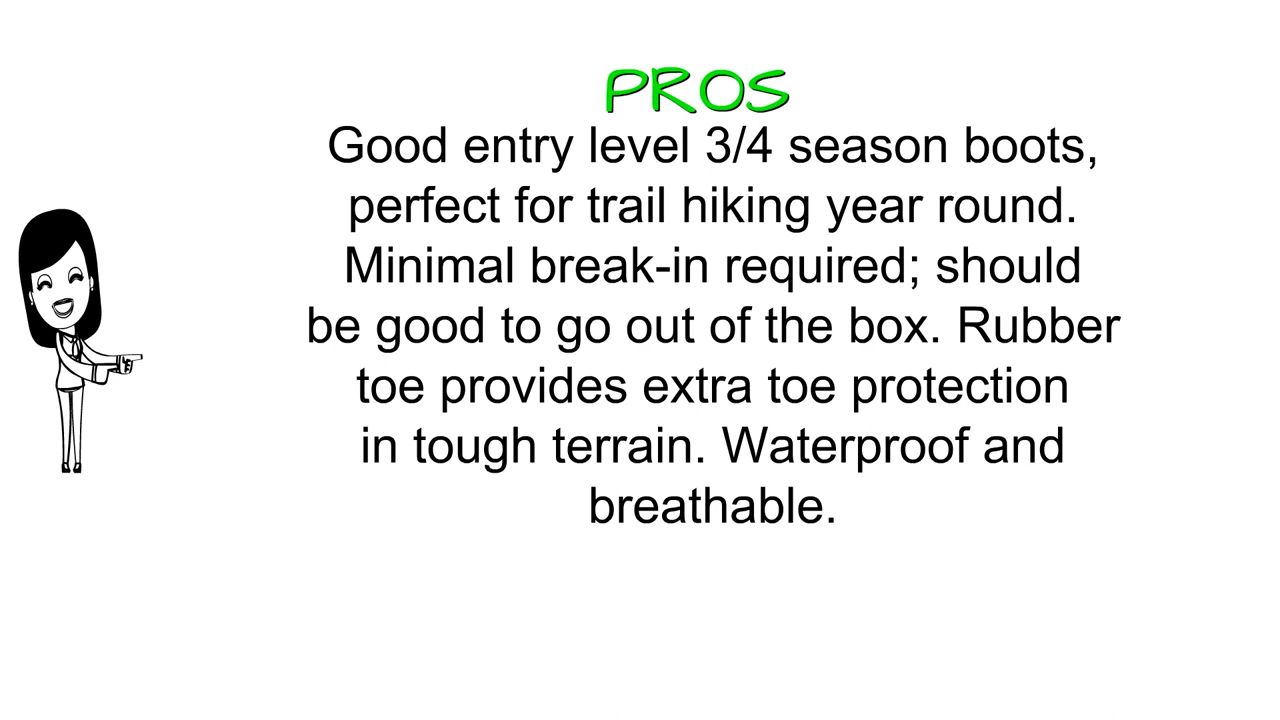 PROS
Good entry level 3/4 season boots,
perfect for trail hiking year round.
Minimal break-in required; should
be good to go out of the box. Rubber
toe provides extra toe protection
in tough terrain. Waterproof and
breathable.